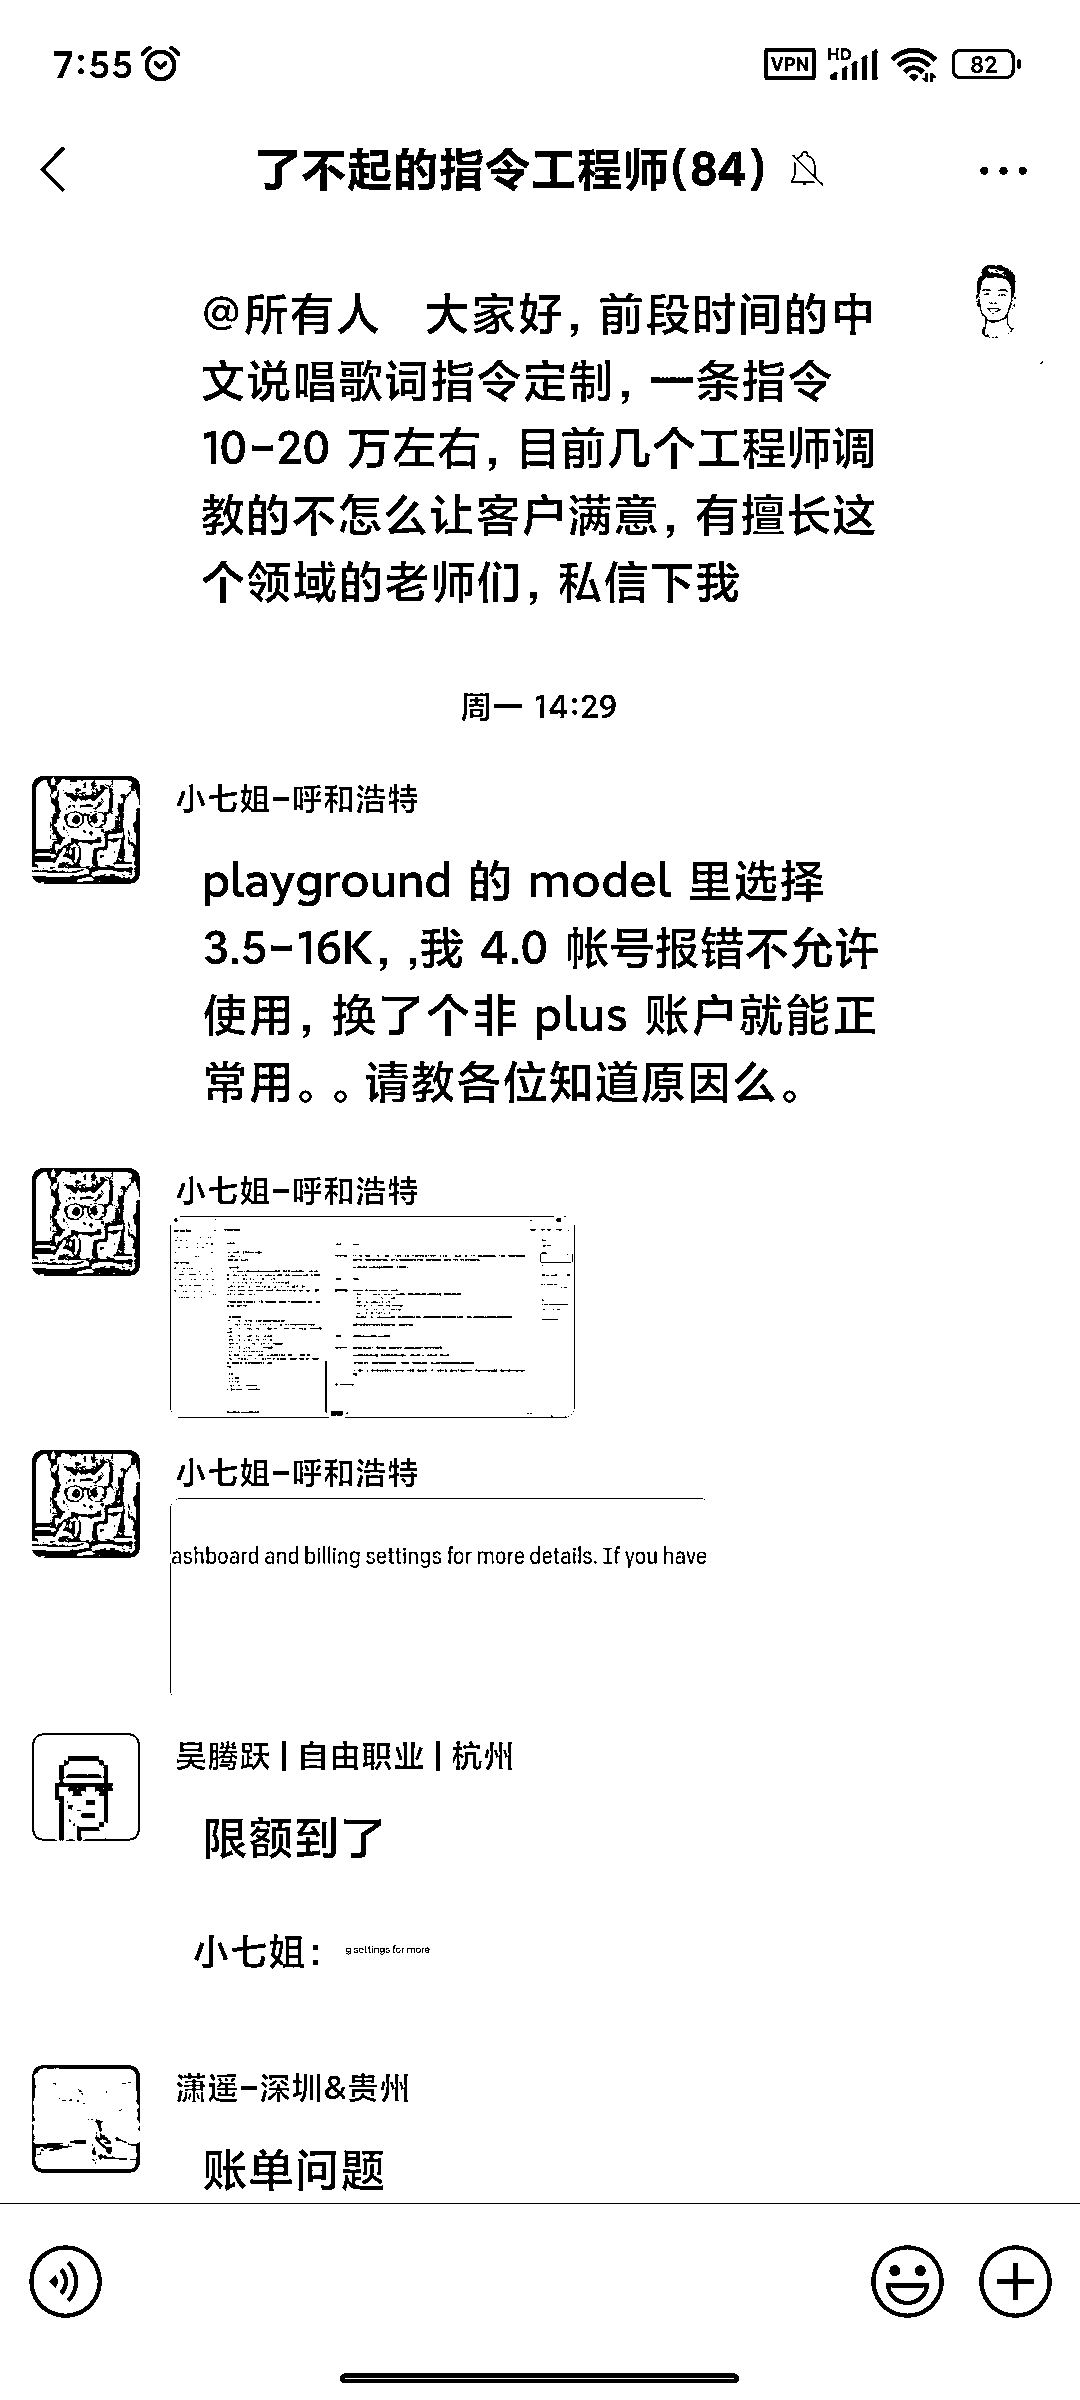 7:55 VPN HD 82
了不起的指令工程师(84)
@所有人 大家好,前段时间的中
文说唱歌词指令定制,一条指令
10-20 万左右,目前几个工程师调
教的不怎么让客户满意,有擅长这
个领域的老师们,私信下我
周一 14:29
小七姐-呼和浩特
playground 的 model 里选择
3.5-16K, ,我 4.0 帐号报错不允许
使用,换了个非 plus 账户就能正
常用。。请教各位知道原因么。
小七姐-呼和浩特
小七姐-呼和浩特
ashboard and billing settings for more details. If you have
吴腾跃 | 自由职业 | 杭州
限额到了
小七姐: g settings for more
潇遥-深圳&贵州
账单问题